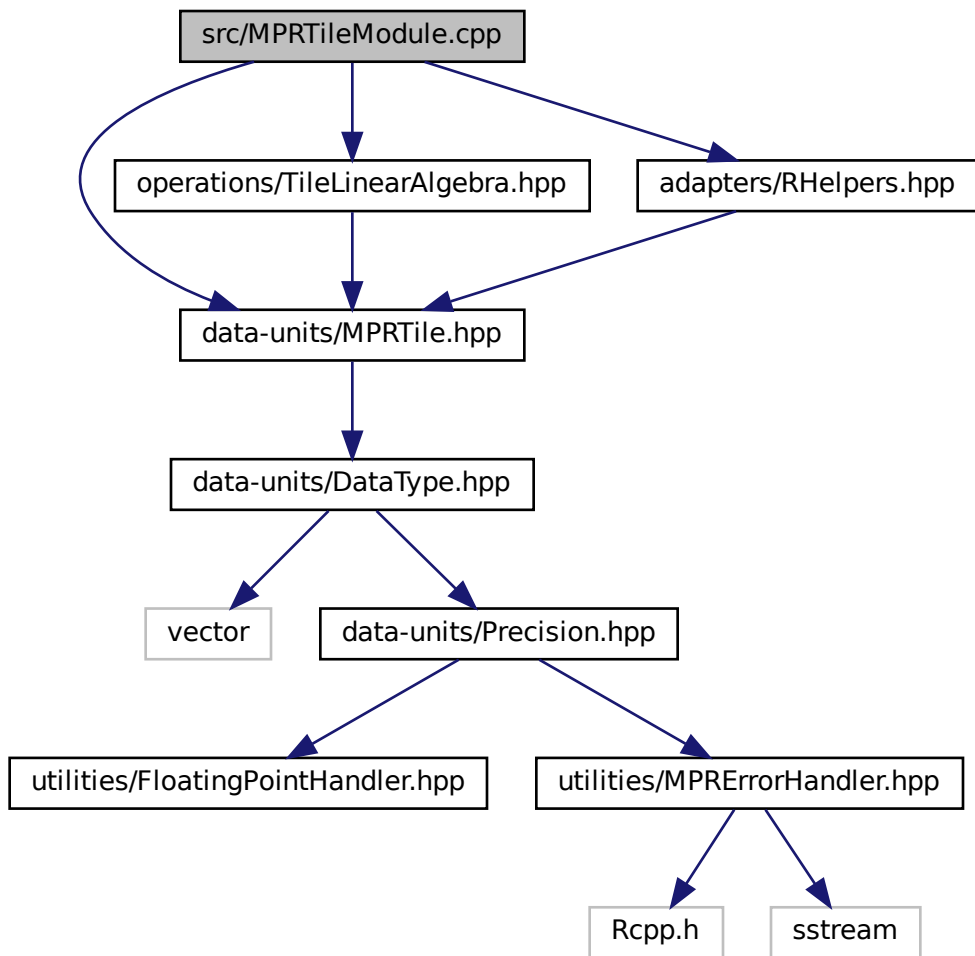 src/MPRTileModule.cpp
operations/TileLinearAlgebra.hpp
adapters/RHelpers.hpp
data-units/MPRTile.hpp
data-units/DataType.hpp
vector
data-units/Precision.hpp
utilities/FloatingPointHandler.hpp
utilities/MPRErrorHandler.hpp
Rcpp.h
sstream